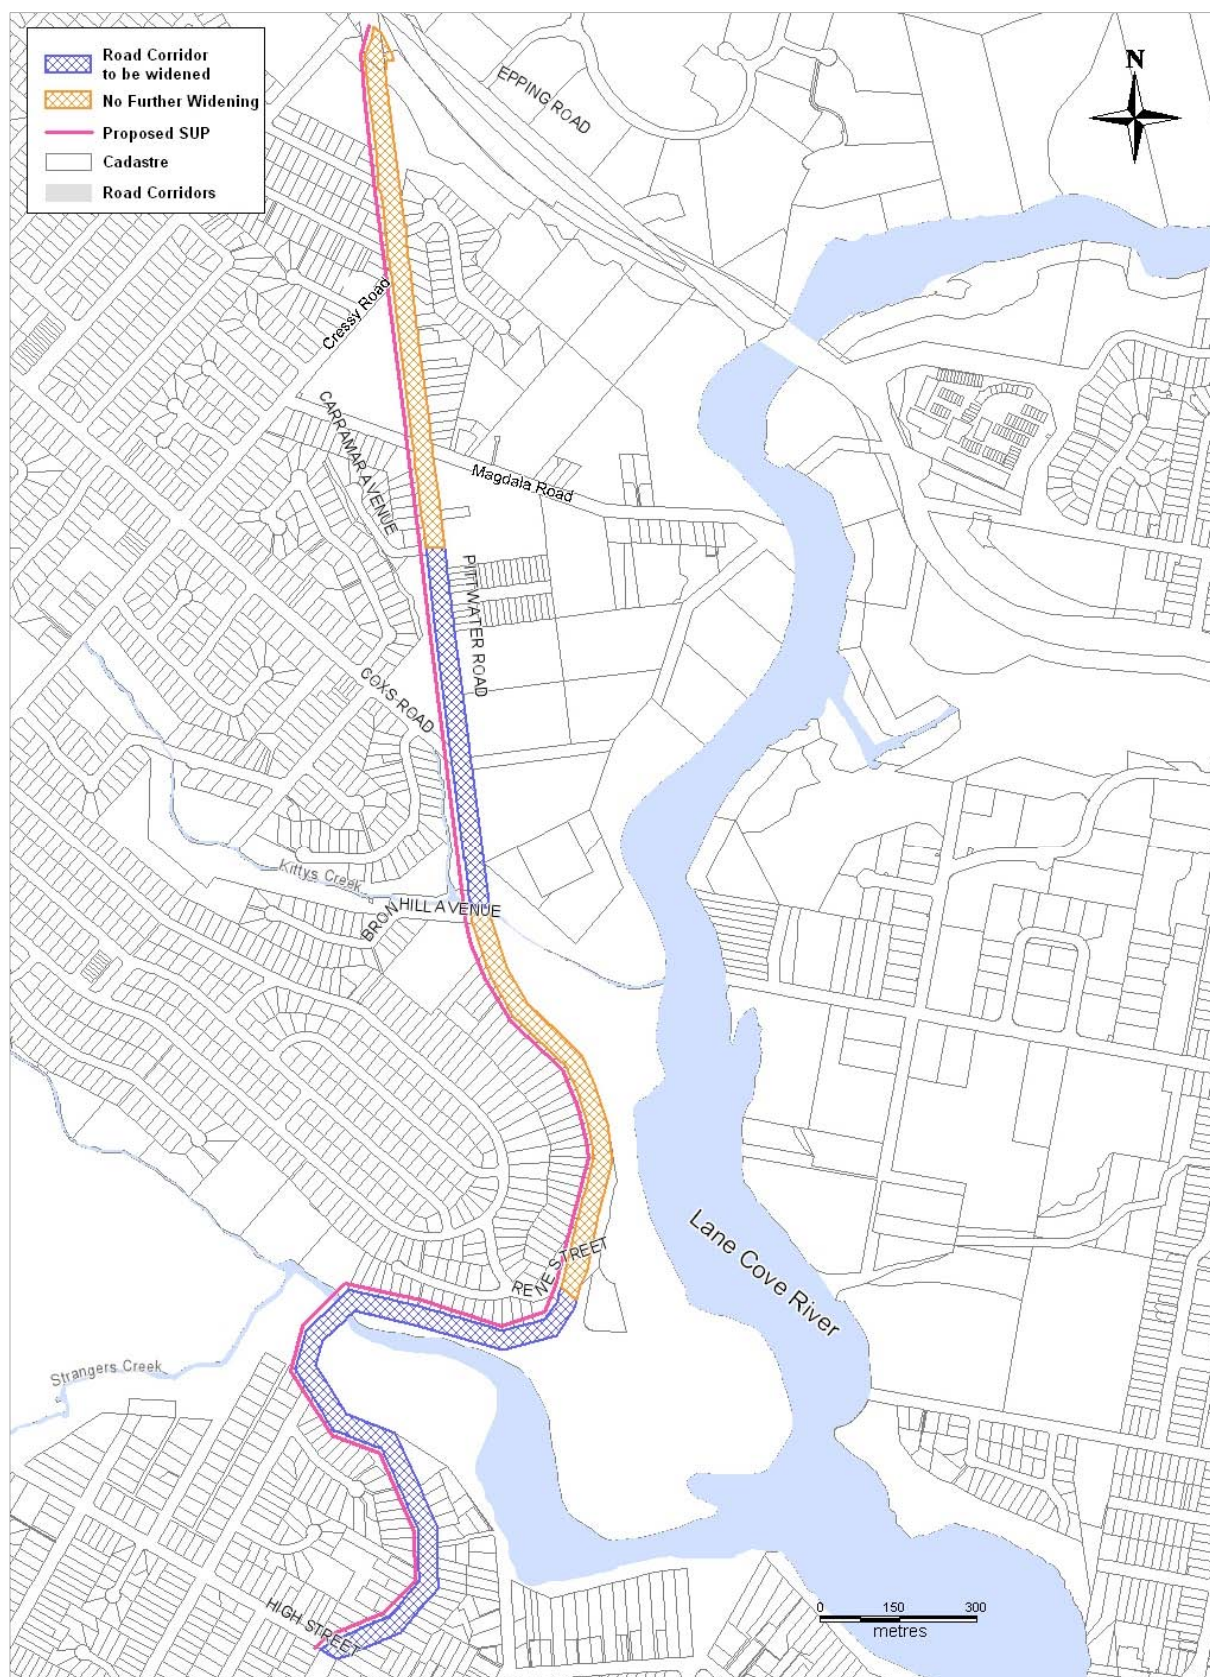 Road Corridor
to be widened
No Further Widening
Proposed SUP
Cadastre
Road Corridors
N
EPPING ROAD
Cressy Road
CARRAMAR AVENUE
Magdala Road
PITTWATER ROAD
COXS ROAD
Kittys Creek
BRON HILL AVENUE
RENE STREET
Lane Cove River
Strangers Creek
HIGH STREET
0 150 300
metres